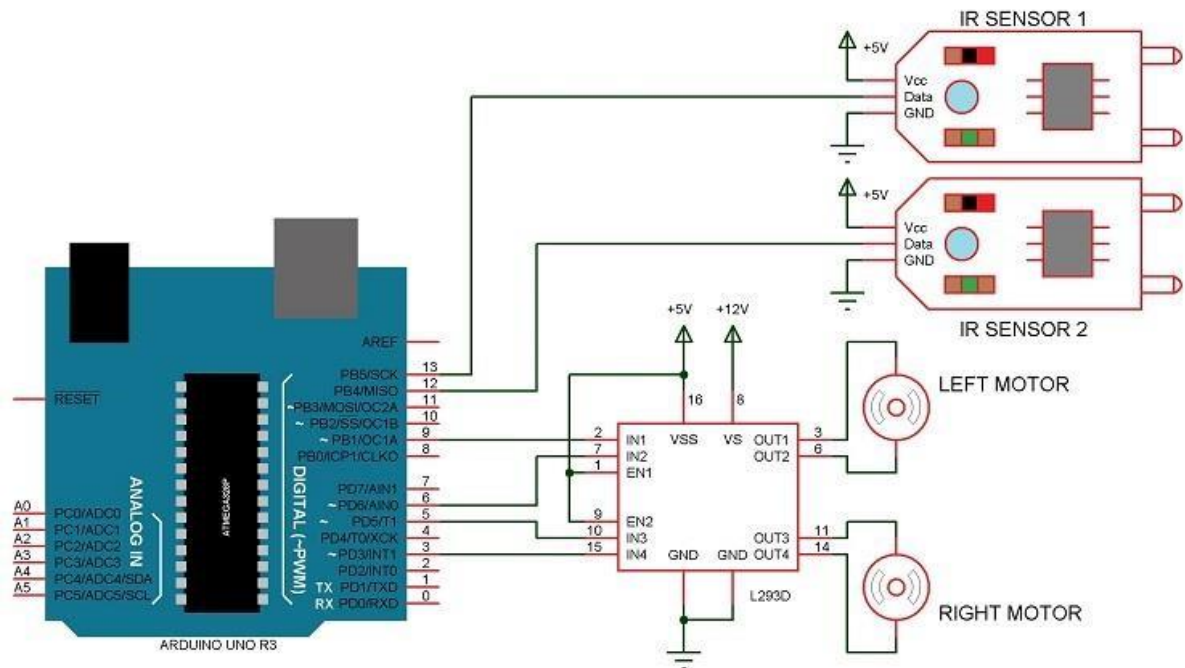 IR SENSOR 1
+5V
Vcc
Data
GND
+5V
Vcc
Data
GND
IR SENSOR 2
AREF
PB5/SCK 13
PB4/MISO 12
~PB3/MOSI/OC2A 11
~ PB2/SS/OC1B 10
~ PB1/OC1A 9
PB0/ICP1/CLKO 8
PD7/AIN1 7
~ PD6/AIN0 6
~ PD5/T1 5
PD4/T0/XCK 4
~ PD3/INT1 3
PD2/INT0 2
TX PD1/TXD 1
RX PD0/RXD 0
RESET
A0 PC0/ADC0
A1 PC1/ADC1
A2 PC2/ADC2
A3 PC3/ADC3
A4 PC4/ADC4/SDA
A5 PC5/ADC5/SCL
ANALOG IN
ATMEGA328P
DIGITAL (~PWM)
ARDUINO UNO R3
+5V +12V
16 8
VSS VS
2 IN1 OUT1 3
7 IN2 OUT2 6
1 EN1
9 EN2
10 IN3 OUT3 11
15 IN4 OUT4 14
GND GND
L293D
LEFT MOTOR
RIGHT MOTOR